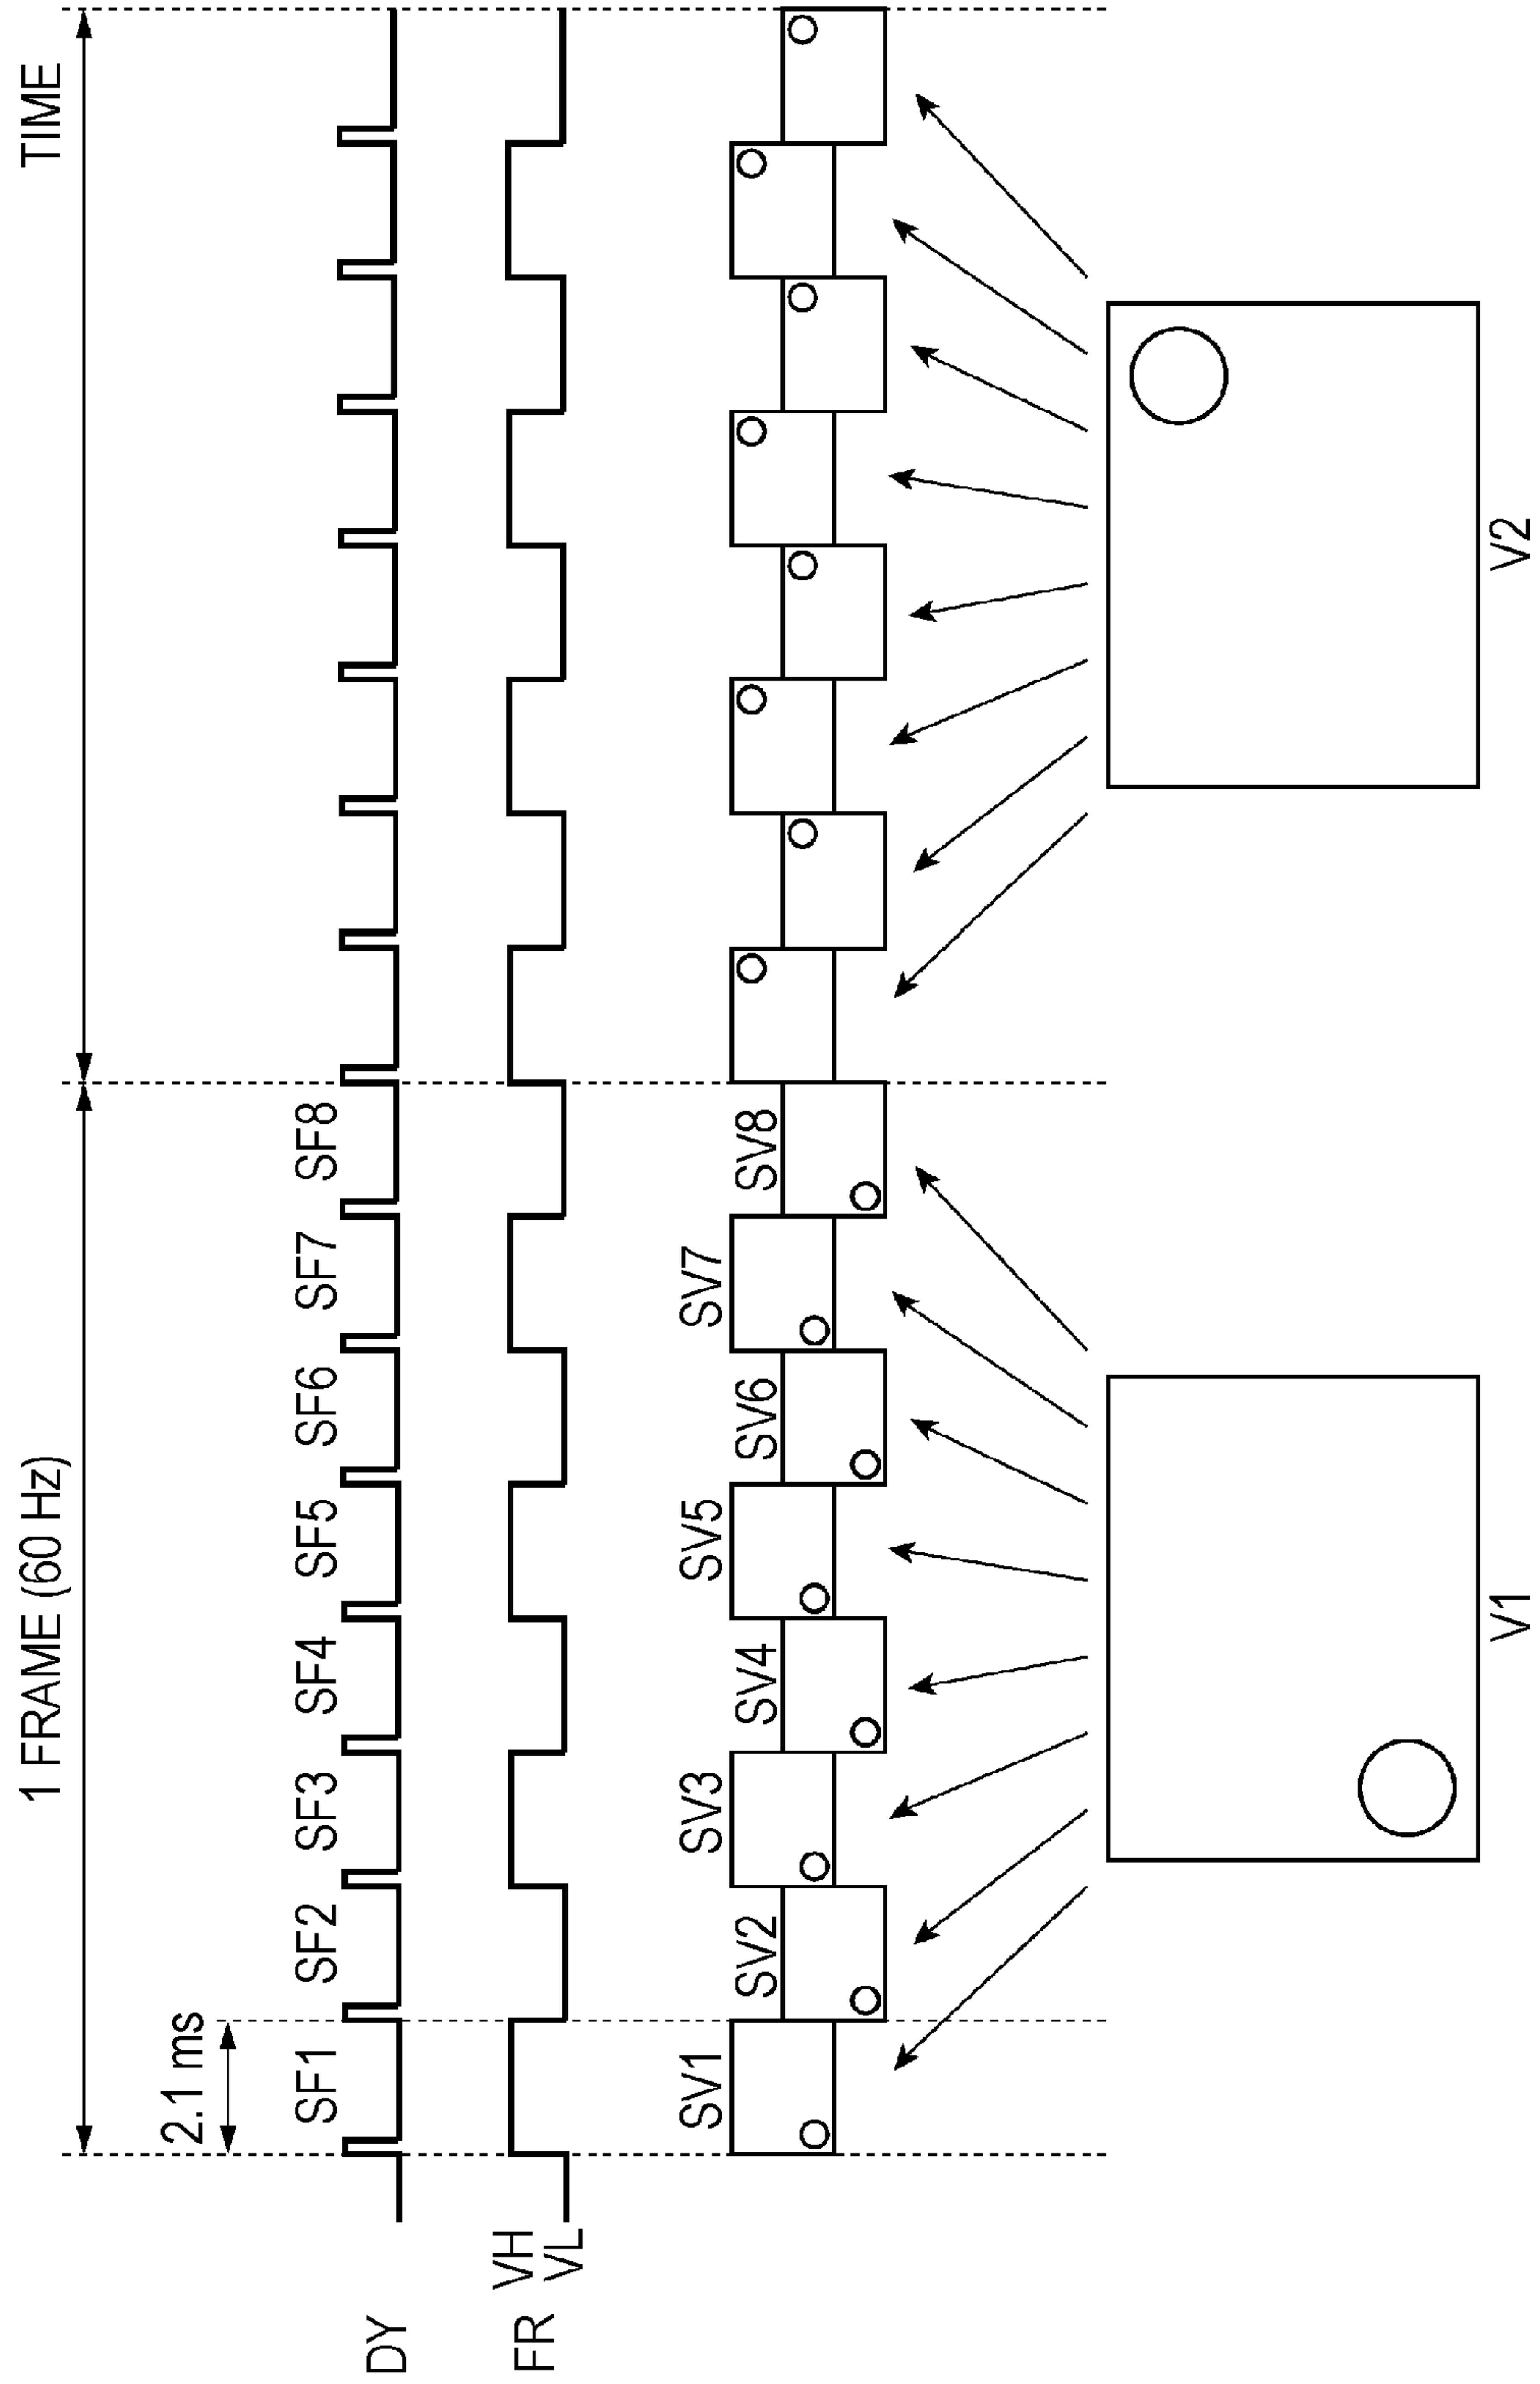 1 FRAME (60 Hz)
TIME
2.1 ms
SF1 SF2 SF3 SF4 SF5 SF6 SF7 SF8
DY
FR VH
VL
SV1 SV2 SV3 SV4 SV5 SV6 SV7 SV8
V1 V2